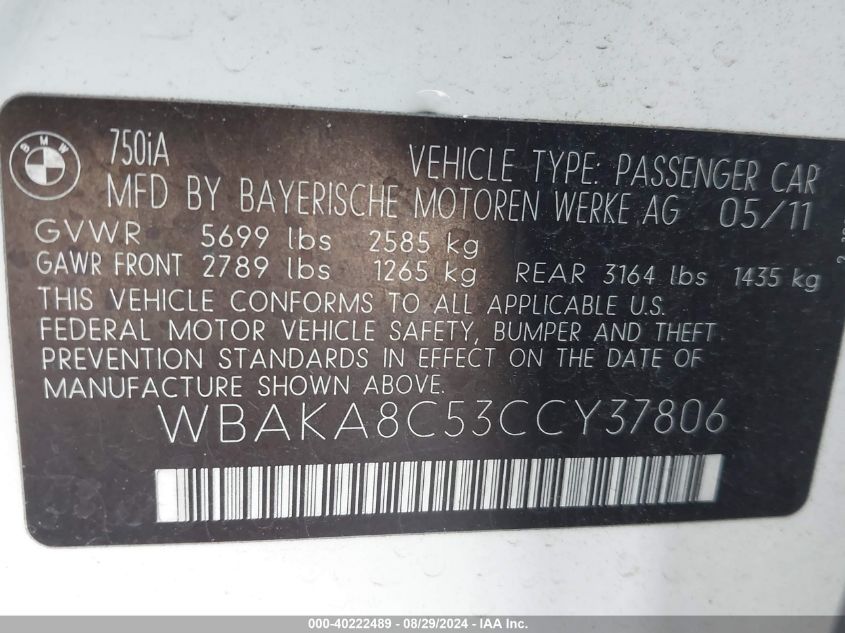 BMW
750iA VEHICLE TYPE: PASSENGER CAR
MFD BY BAYERISCHE MOTOREN WERKE AG 05/11
GVWR 5699 lbs 2585 kg
GAWR FRONT 2789 lbs 1265 kg REAR 3164 lbs 1435 kg
THIS VEHICLE CONFORMS TO ALL APPLICABLE U.S.
FEDERAL MOTOR VEHICLE SAFETY, BUMPER AND THEFT
PREVENTION STANDARDS IN EFFECT ON THE DATE OF
MANUFACTURE SHOWN ABOVE.
WBAKA8C53CCY37806
000-40222489 - 08/29/2024 - IAA Inc.